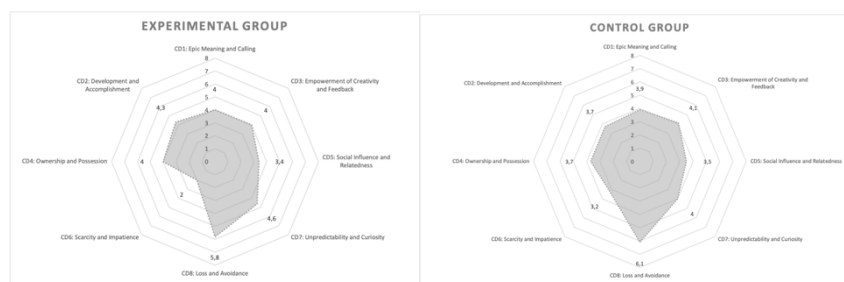 EXPERIMENTAL GROUP
CD1: Epic Meaning and Calling
8
7
6
5
4
3
2
1
0
4
CD3: Empowerment of Creativity
and Feedback
4
CD5: Social Influence and
Relatedness
3,4
CD7: Unpredictability and Curiosity
4,6
CD8: Loss and Avoidance
5,8
CD6: Scarcity and Impatience
2
CD4: Ownership and Possession
4
CD2: Development and
Accomplishment
4,3
CONTROL GROUP
CD1: Epic Meaning and Calling
8
7
6
5
4
3
2
1
0
3,9
CD3: Empowerment of Creativity
and Feedback
4,1
CD5: Social Influence and
Relatedness
3,5
CD7: Unpredictability and Curiosity
4
CD8: Loss and Avoidance
6,1
CD6: Scarcity and Impatience
3,2
CD4: Ownership and Possession
3,7
CD2: Development and
Accomplishment
3,7